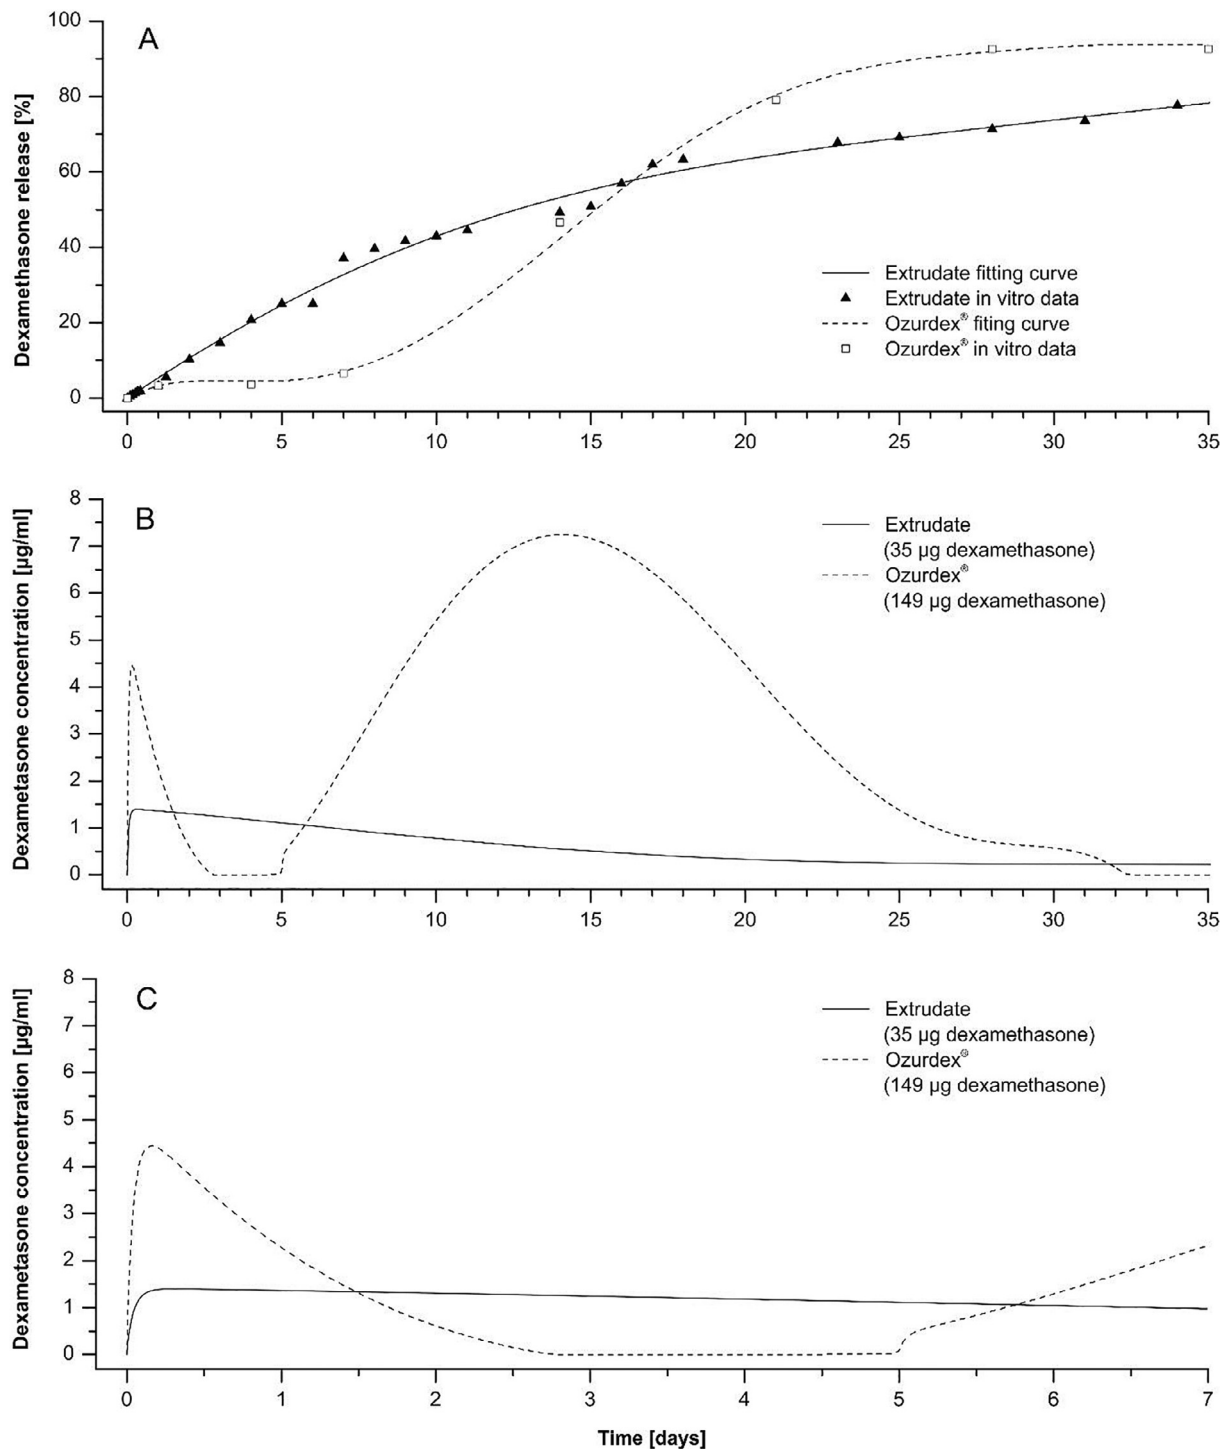 A
Dexamethasone release [%]
100
80
60
40
20
0
Extrudate fitting curve
Extrudate in vitro data
Ozurdex® fiting curve
Ozurdex® in vitro data
0 5 10 15 20 25 30 35
B
Dexametasone concentration [µg/ml]
8
7
6
5
4
3
2
1
0
Extrudate
(35 µg dexamethasone)
Ozurdex®
(149 µg dexamethasone)
0 5 10 15 20 25 30 35
C
Dexametasone concentration [µg/ml]
8
7
6
5
4
3
2
1
0
Extrudate
(35 µg dexamethasone)
Ozurdex®
(149 µg dexamethasone)
0 1 2 3 4 5 6 7
Time [days]